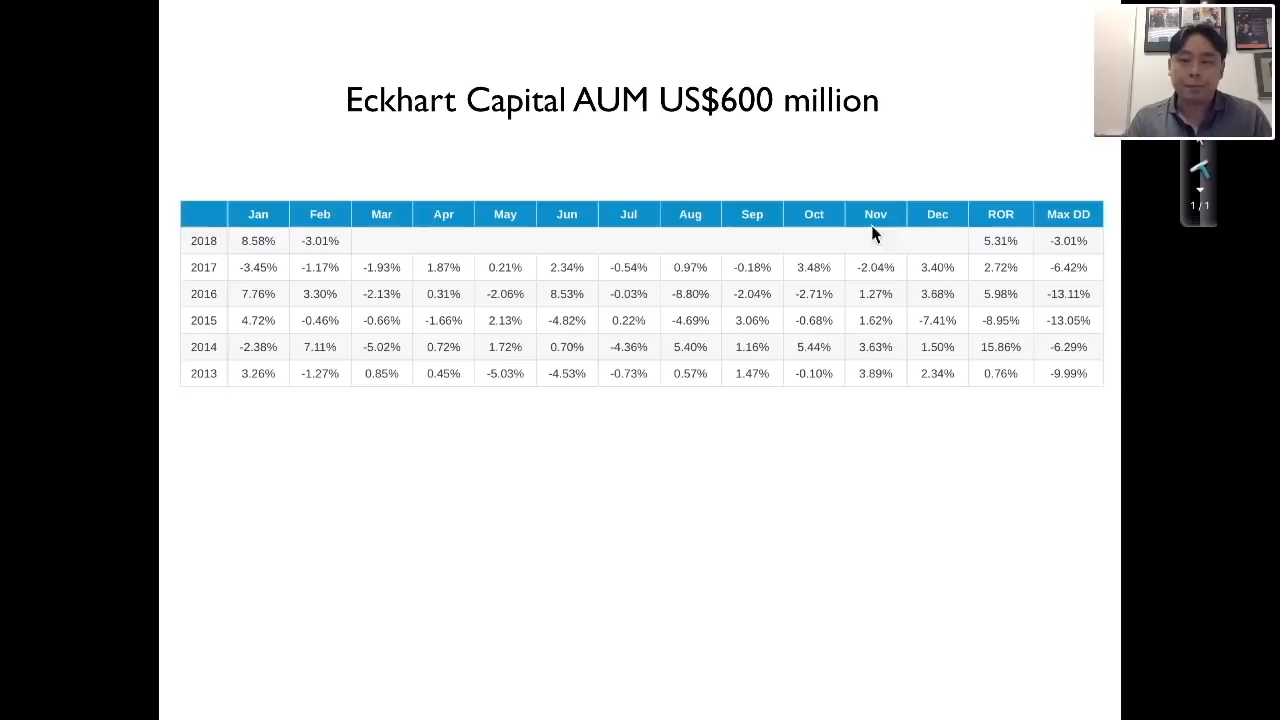 Eckhart Capital AUM US$600 million
Jan Feb Mar Apr May Jun Jul Aug Sep Oct Nov Dec ROR Max DD
2018 8.58% -3.01% 5.31% -3.01%
2017 -3.45% -1.17% -1.93% 1.87% 0.21% 2.34% -0.54% 0.97% -0.18% 3.48% -2.04% 3.40% 2.72% -6.42%
2016 7.76% 3.30% -2.13% 0.31% -2.06% 8.53% -0.03% -8.80% -2.04% -2.71% 1.27% 3.68% 5.98% -13.11%
2015 4.72% -0.46% -0.66% -1.66% 2.13% -4.82% 0.22% -4.69% 3.06% -0.68% 1.62% -7.41% -8.95% -13.05%
2014 -2.38% 7.11% -5.02% 0.72% 1.72% 0.70% -4.36% 5.40% 1.16% 5.44% 3.63% 1.50% 15.86% -6.29%
2013 3.26% -1.27% 0.85% 0.45% -5.03% -4.53% -0.73% 0.57% 1.47% -0.10% 3.89% 2.34% 0.76% -9.99%
1 / 1